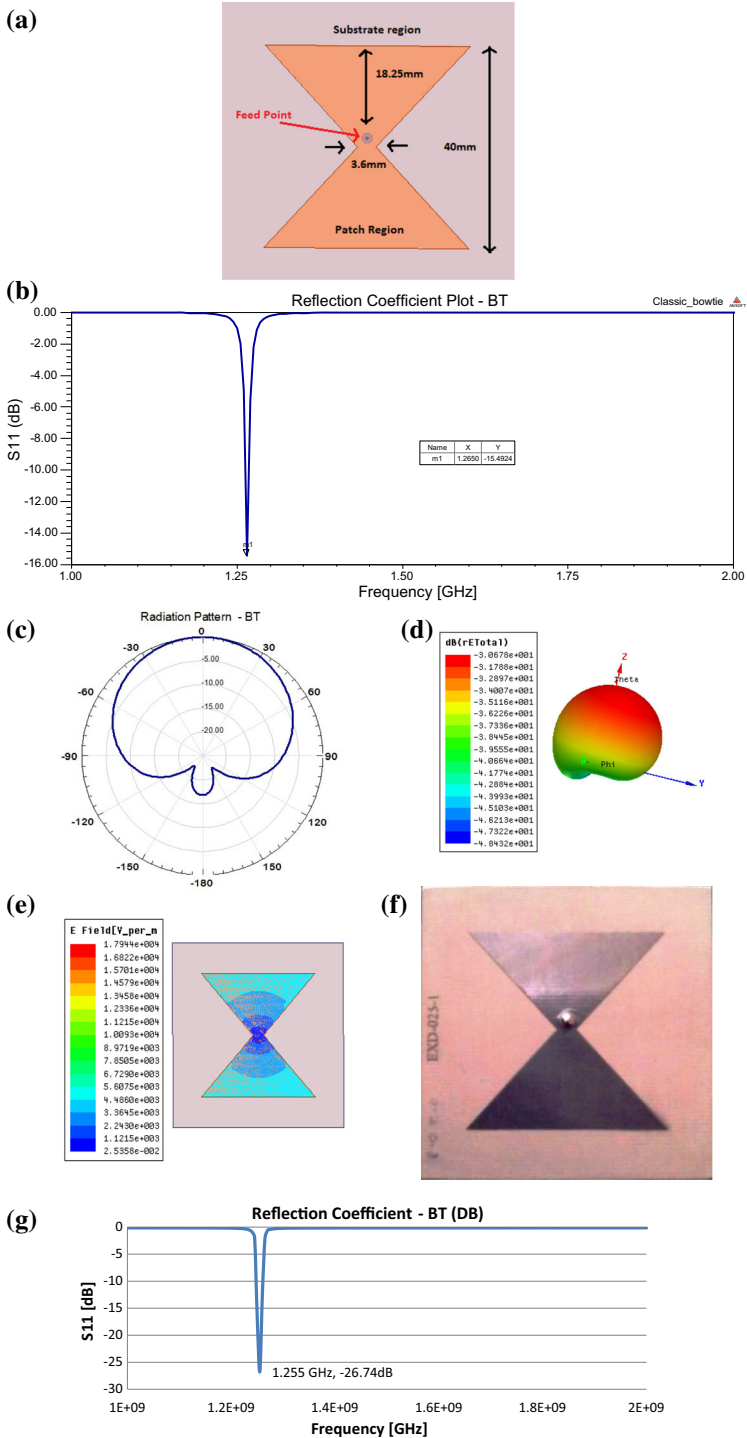 (a)
Substrate region
18.25mm
Feed Point
40mm
3.6mm
Patch Region
(b)
Reflection Coefficient Plot - BT
Classic_bowtie
ANSOFT
0.00
-2.00
-4.00
-6.00
-8.00
-10.00
-12.00
-14.00
-16.00
S11 (dB)
Name X Y
m1 1.2650 -15.4924
m1
1.00 1.25 1.50 1.75 2.00
Frequency [GHz]
(c)
Radiation Pattern - BT
0
-30 30
-60 60
-90 90
-120 120
-150 150
-180
-5.00
-10.00
-15.00
-20.00
(d)
dB(rETotal)
-3.0678e+001
-3.1788e+001
-3.2897e+001
-3.4007e+001
-3.5116e+001
-3.6226e+001
-3.7336e+001
-3.8445e+001
-3.9555e+001
-4.0664e+001
-4.1774e+001
-4.2884e+001
-4.3993e+001
-4.5103e+001
-4.6213e+001
-4.7322e+001
-4.8432e+001
Z
Theta
Phi
Y
(e)
E Field[V_per_m
1.7944e+004
1.6822e+004
1.5701e+004
1.4579e+004
1.3458e+004
1.2336e+004
1.1215e+004
1.0093e+004
8.9719e+003
7.8505e+003
6.7290e+003
5.6075e+003
4.4860e+003
3.3645e+003
2.2430e+003
1.1215e+003
2.5358e-002
(f)
EXD-025-1
(g)
Reflection Coefficient - BT (DB)
0
-5
-10
-15
-20
-25
-30
S11 [dB]
1.255 GHz, -26.74dB
1E+09 1.2E+09 1.4E+09 1.6E+09 1.8E+09 2E+09
Frequency [GHz]